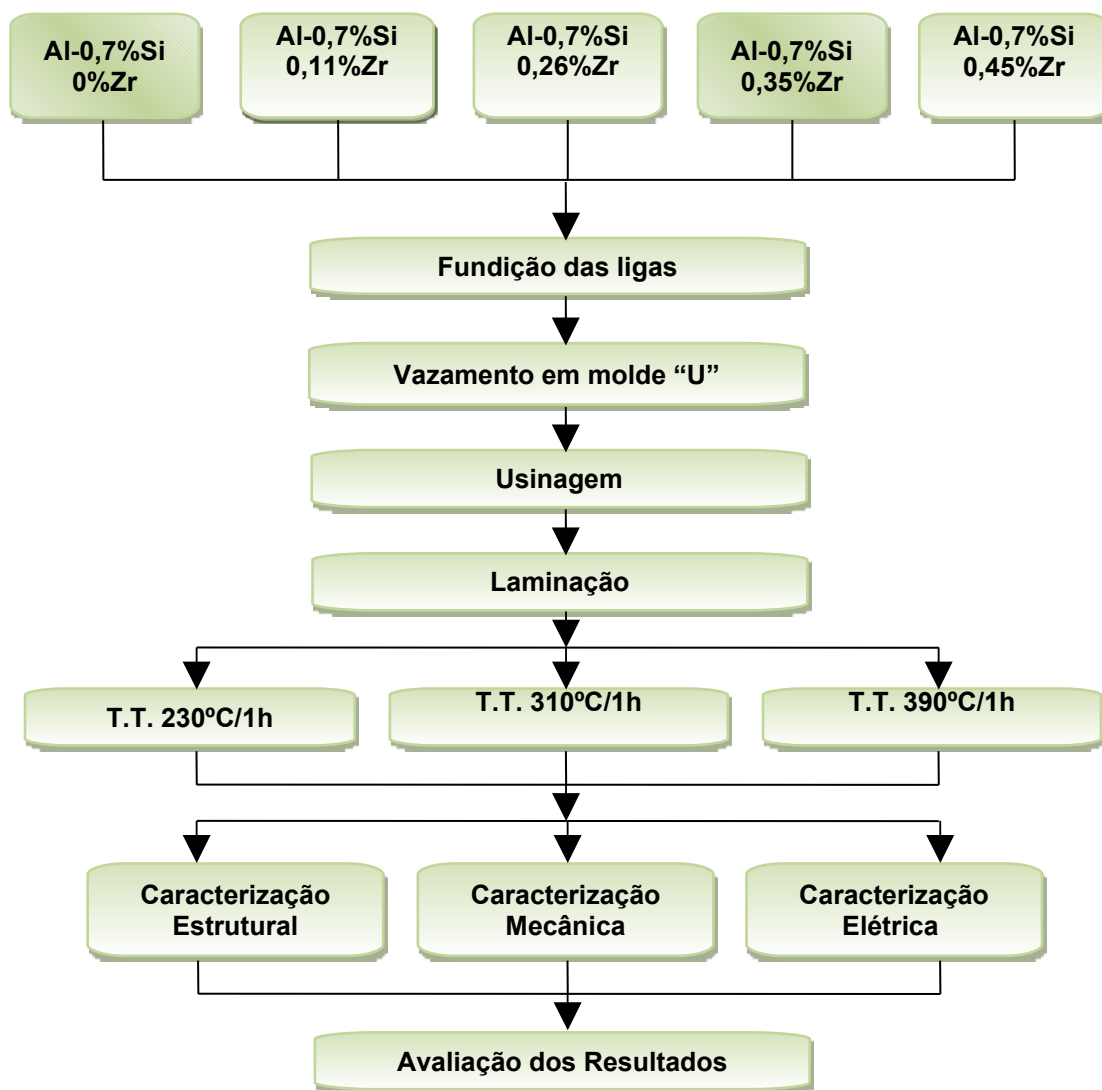 Al-0,7%Si
0%Zr
Al-0,7%Si
0,11%Zr
Al-0,7%Si
0,26%Zr
Al-0,7%Si
0,35%Zr
Al-0,7%Si
0,45%Zr
Fundição das ligas
Vazamento em molde “U”
Usinagem
Laminação
T.T. 230ºC/1h
T.T. 310ºC/1h
T.T. 390ºC/1h
Caracterização
Estrutural
Caracterização
Mecânica
Caracterização
Elétrica
Avaliação dos Resultados